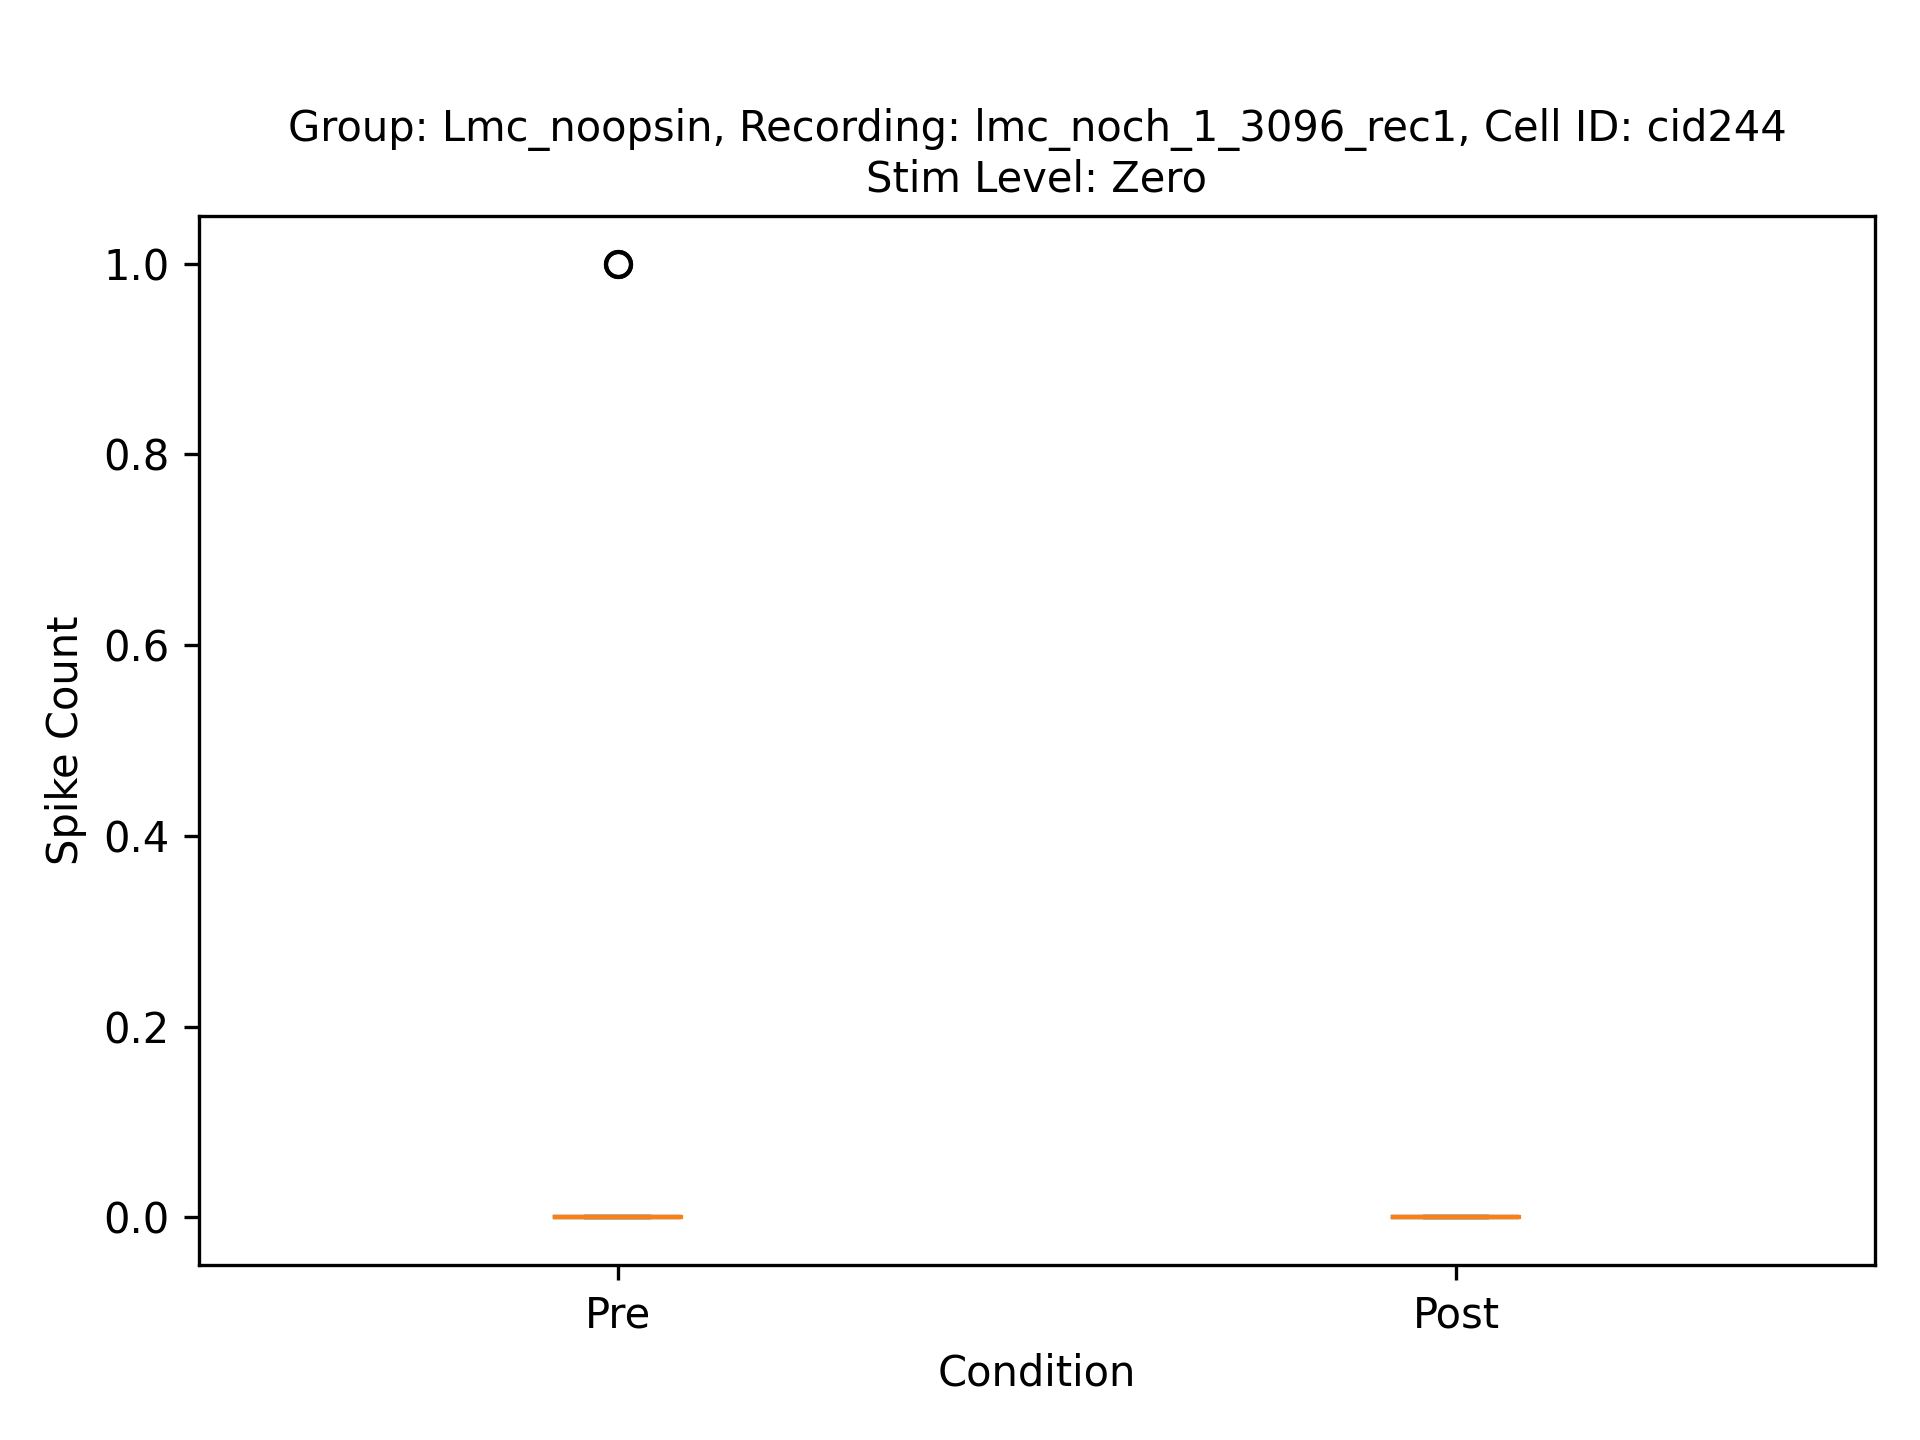 Group: Lmc_noopsin, Recording: lmc_noch_1_3096_rec1, Cell ID: cid244
Stim Level: Zero
1.0
0.8
0.6
0.4
0.2
0.0
Spike Count
Pre
Post
Condition